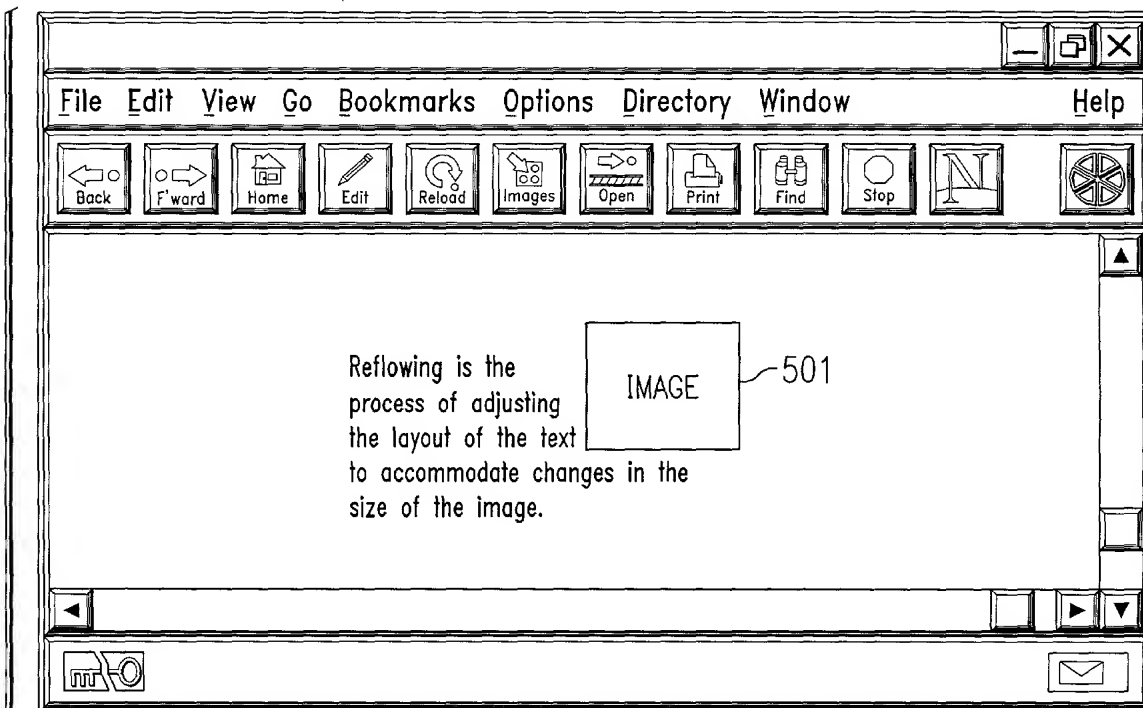 File Edit View Go Bookmarks Options Directory Window Help
Back F'ward Home Edit Reload Images Open Print Find Stop N
Reflowing is the
process of adjusting
the layout of the text
to accommodate changes in the
size of the image.
IMAGE
501